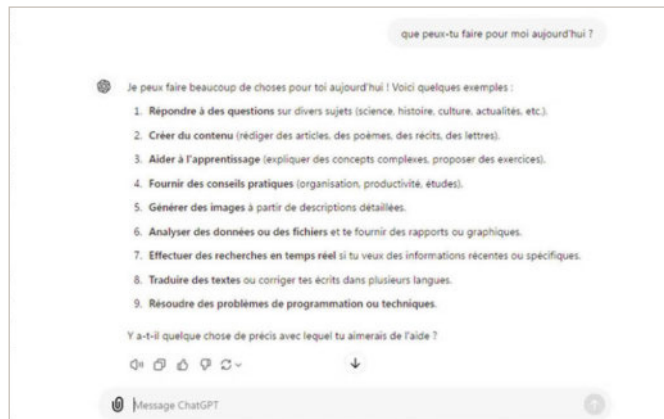 que peux-tu faire pour moi aujourd'hui ?
Je peux faire beaucoup de choses pour toi aujourd'hui ! Voici quelques exemples :
1. Répondre à des questions sur divers sujets (science, histoire, culture, actualités, etc.).
2. Créer du contenu (rédiger des articles, des poèmes, des récits, des lettres).
3. Aider à l'apprentissage (expliquer des concepts complexes, proposer des exercices).
4. Fournir des conseils pratiques (organisation, productivité, études).
5. Générer des images à partir de descriptions détaillées.
6. Analyser des données ou des fichiers et te fournir des rapports ou graphiques.
7. Effectuer des recherches en temps réel si tu veux des informations récentes ou spécifiques.
8. Traduire des textes ou corriger tes écrits dans plusieurs langues.
9. Résoudre des problèmes de programmation ou techniques.
Y a-t-il quelque chose de précis avec lequel tu aimerais de l'aide ?
Message ChatGPT